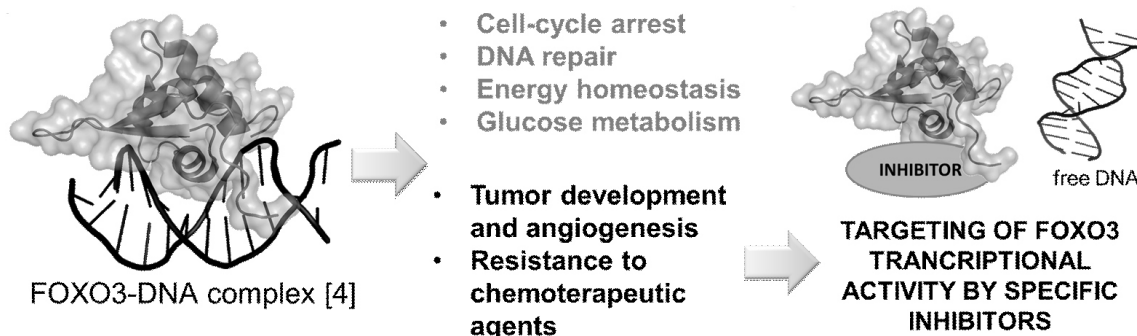 • Cell-cycle arrest
• DNA repair
• Energy homeostasis
• Glucose metabolism
• Tumor development
and angiogenesis
• Resistance to
chemoterapeutic
agents
FOXO3-DNA complex [4]
INHIBITOR
free DNA
TARGETING OF FOXO3
TRANCRIPTIONAL
ACTIVITY BY SPECIFIC
INHIBITORS